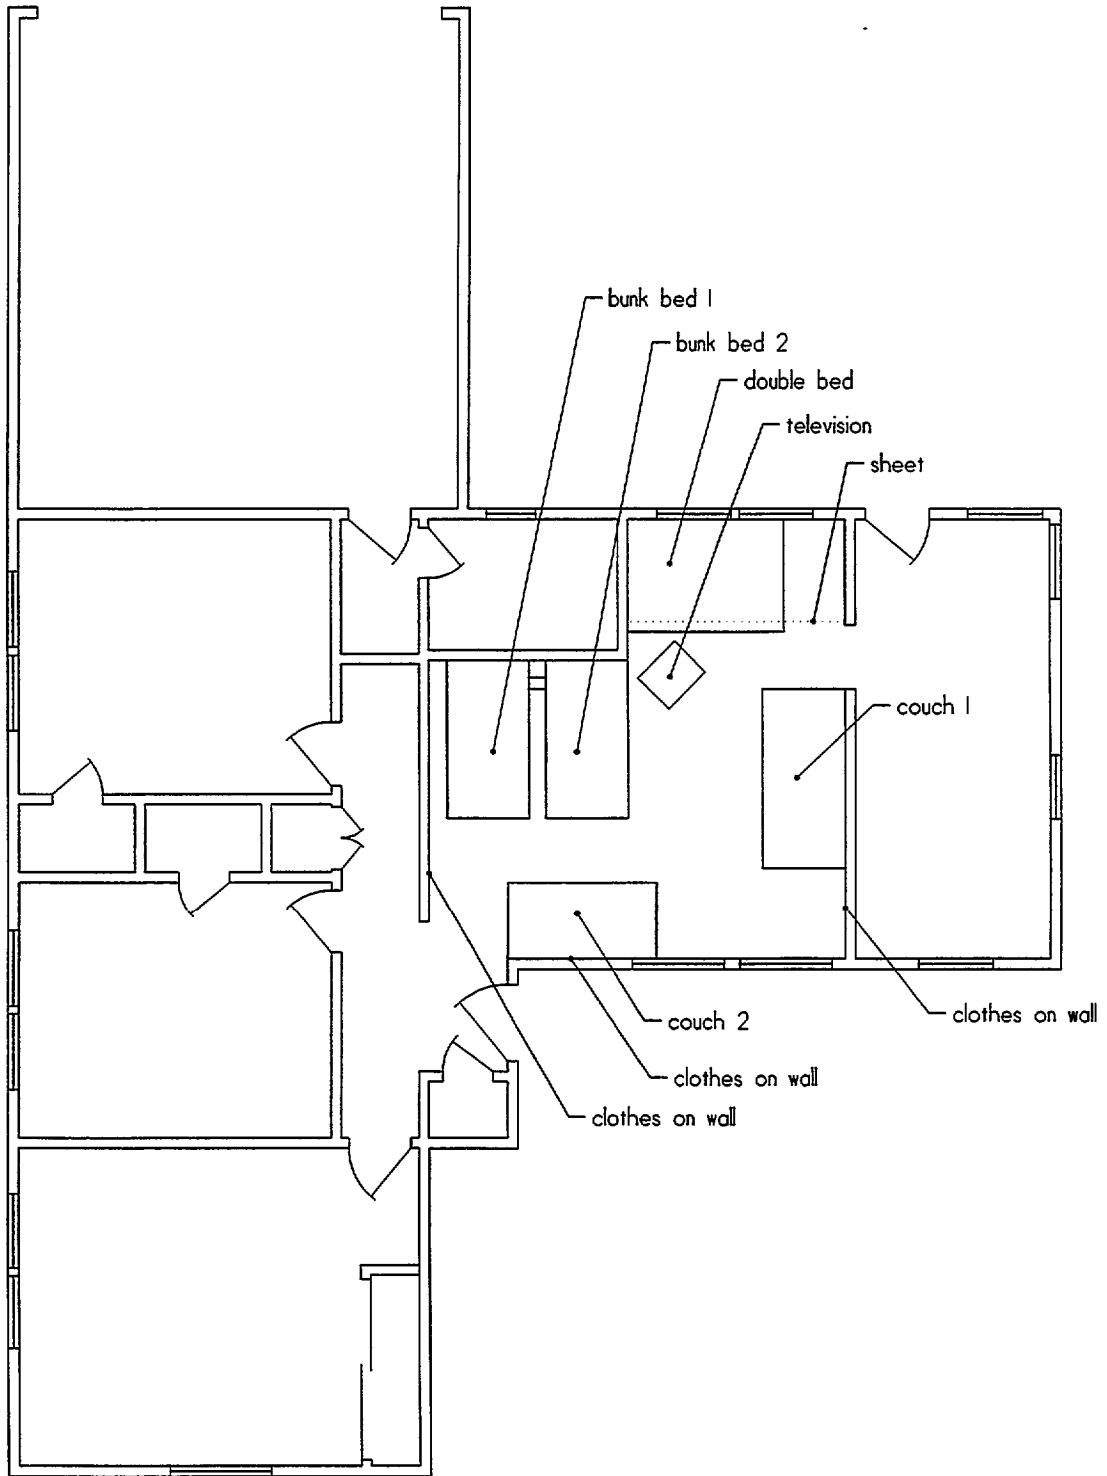 bunk bed 1
bunk bed 2
double bed
television
sheet
couch 1
clothes on wall
couch 2
clothes on wall
clothes on wall